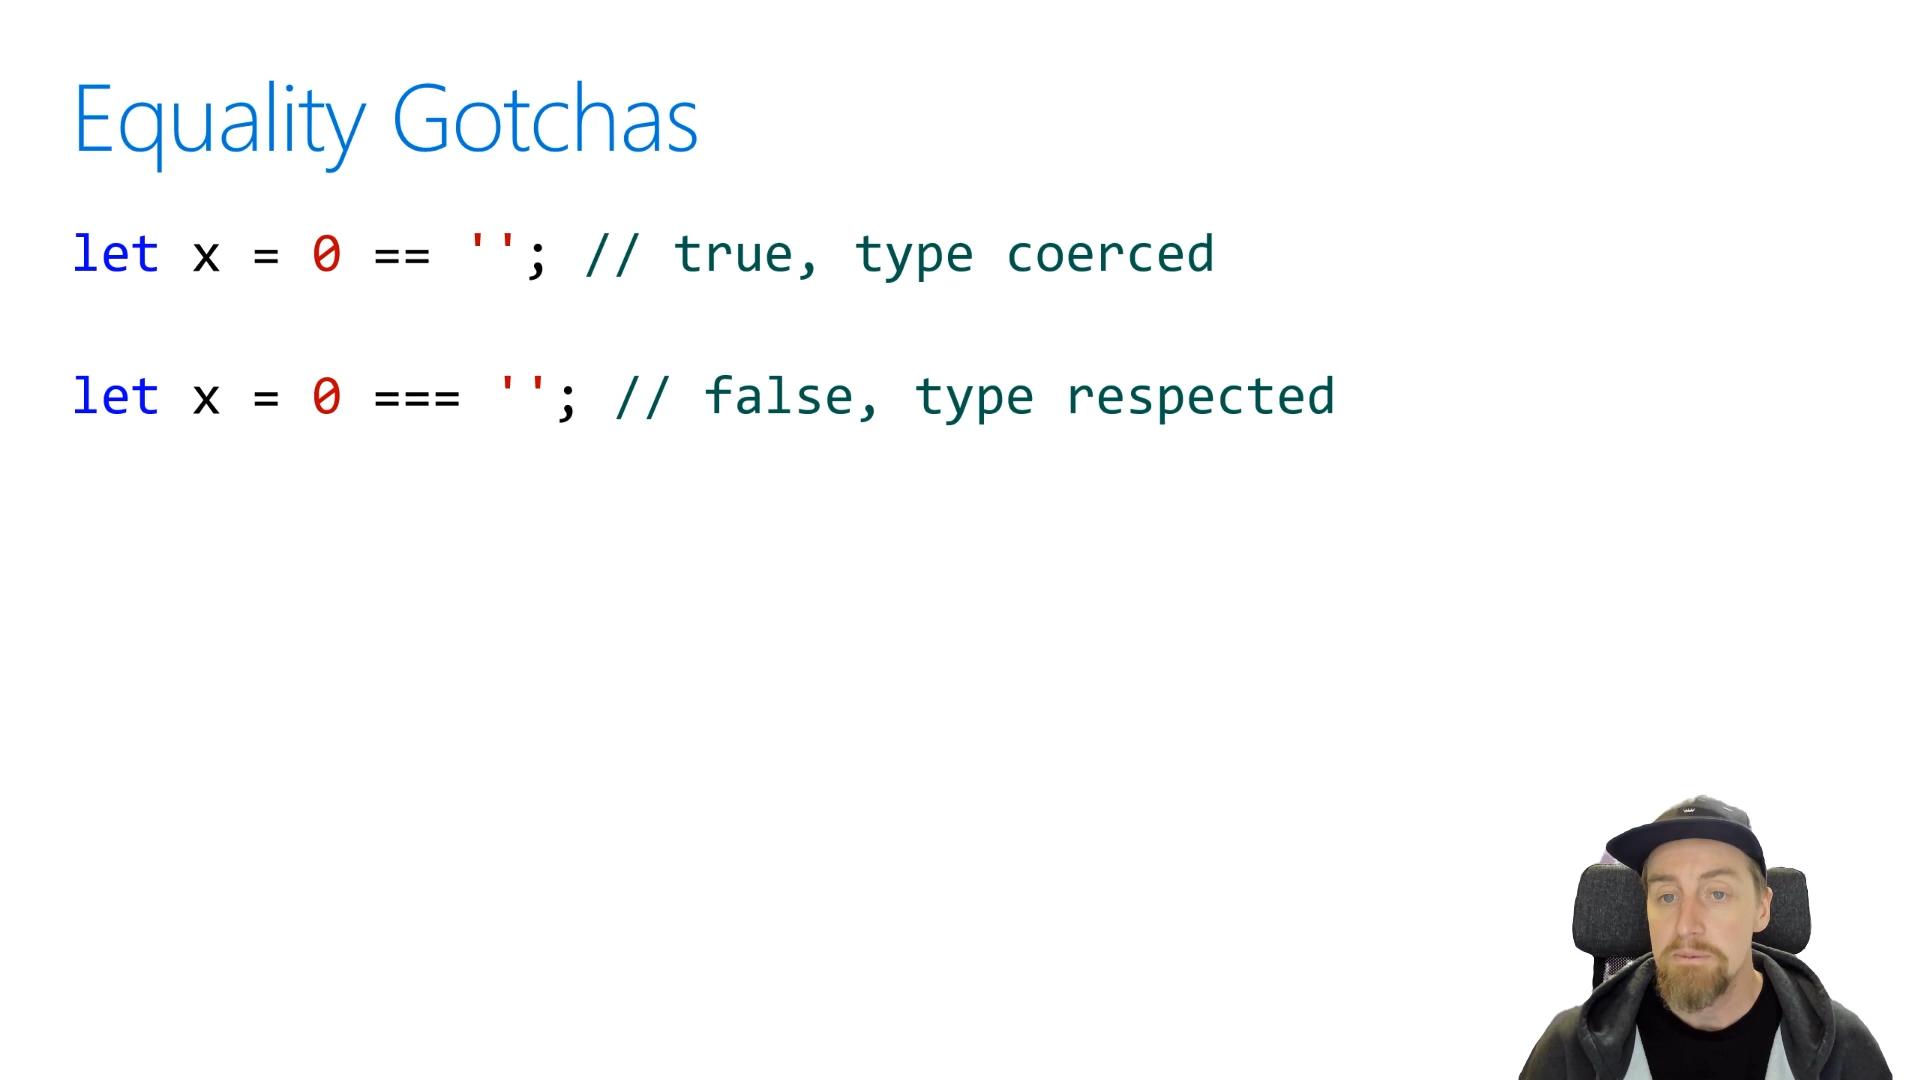 Equality Gotchas
let x = 0 == ''; // true, type coerced
let x = 0 === ''; // false, type respected